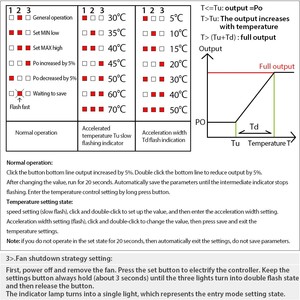 1 2 3
General operation
Set MIN low
Set MAX high
Po increased by 5%
Po decreased by 5%
Waiting to save
Flash fast
Normal operation
1 2 3
30℃
35℃
40℃
45℃
50℃
60℃
70℃
Accelerated
temperature Tu slow
flashing indicator
1 2 3
5℃
10℃
15℃
20℃
30℃
40℃
50℃
Acceleration width
Td flash indication
T<=Tu: output =Po
T>Tu: The output increases
with temperature
T> (Tu+Td) : full output
Output
Full output
PO
Td
Tu
Temperature T
Normal operation:
Click the button bottom line output increased by 5%. Double click the bottom line to reduce output by 5%.
After changing the value, run for 20 seconds. Automatically save the parameters until the intermediate indicator stops
flashing. Enter the temperature control setting by long press button.
Temperature setting state:
speed setting (slow flash), click and double-click to set up the value, and then enter the acceleration width setting.
Acceleration width setting(flash), click and double-click to change the value, then press save and exit the
temperature settings.
Note: if you do not operate in the set state for 20 seconds, then automatically exit the settings, do not save parameters.
3>.Fan shutdown strategy setting:
First, power off and remove the fan. Press the set button to electrify the controller. Keep the
settings button always hold (about 3 seconds) until the three lights turn into double flash state
and then release the button.
The indicator lamp turns into a single light, which represents the entry mode setting state.